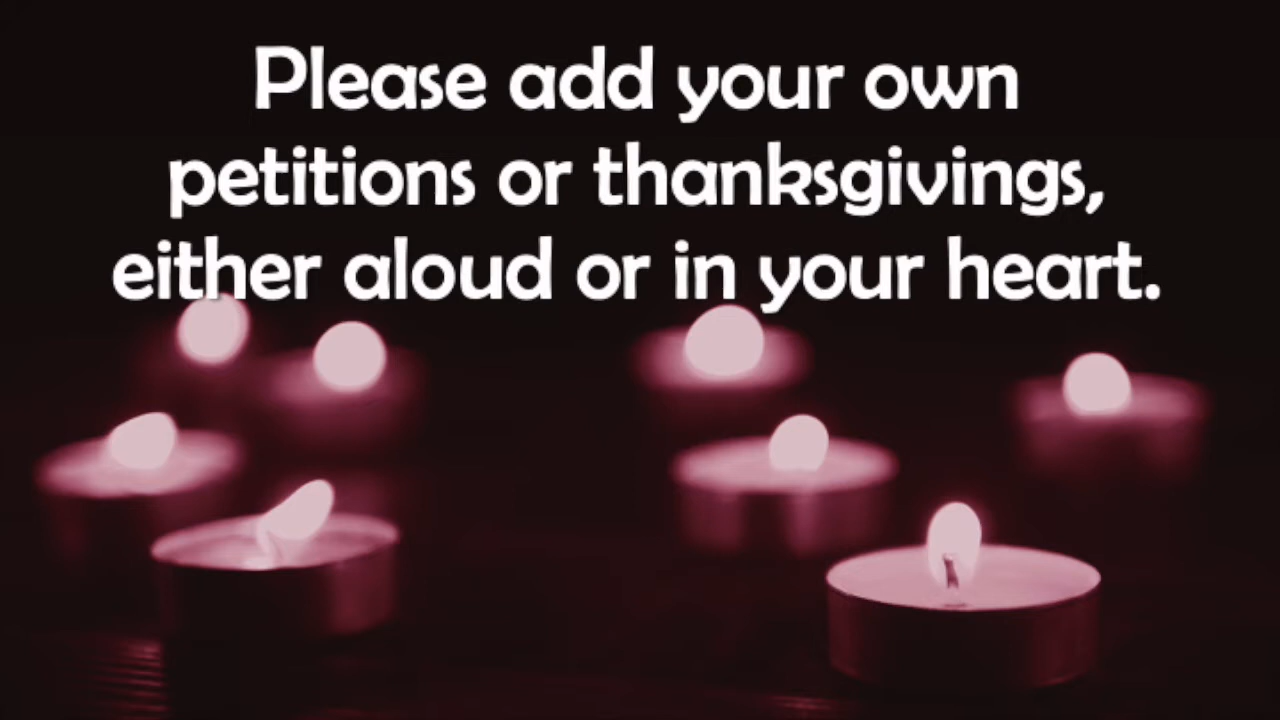 Please add your own
petitions or thanksgivings,
either aloud or in your heart.